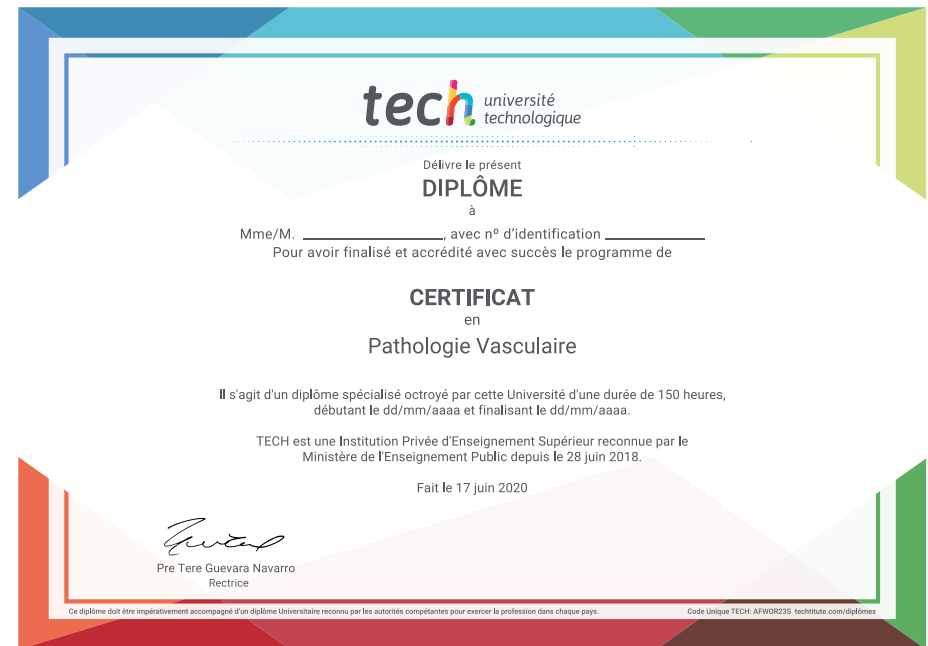 tech université
technologique
Délivre le présent
DIPLÔME
à
Mme/M. ____________________, avec nº d'identification ______________
Pour avoir finalisé et accrédité avec succès le programme de
CERTIFICAT
en
Pathologie Vasculaire
Il s'agit d'un diplôme spécialisé octroyé par cette Université d'une durée de 150 heures,
débutant le dd/mm/aaaa et finalisant le dd/mm/aaaa.
TECH est une Institution Privée d'Enseignement Supérieur reconnue par le
Ministère de l'Enseignement Public depuis le 28 juin 2018.
Fait le 17 juin 2020
Pre Tere Guevara Navarro
Rectrice
Ce diplôme doit être impérativement accompagné d'un diplôme Universitaire reconnu par les autorités compétantes pour exercer la profession dans chaque pays.
Code Unique TECH: AFWOR23S techtitute.com/diplômes